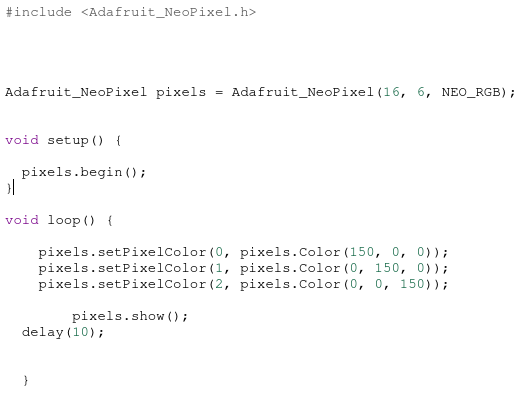 #include <Adafruit_NeoPixel.h>
Adafruit_NeoPixel pixels = Adafruit_NeoPixel(16, 6, NEO_RGB);
void setup() {
pixels.begin();
}
void loop() {
pixels.setPixelColor(0, pixels.Color(150, 0, 0));
pixels.setPixelColor(1, pixels.Color(0, 150, 0));
pixels.setPixelColor(2, pixels.Color(0, 0, 150));
pixels.show();
delay(10);
}